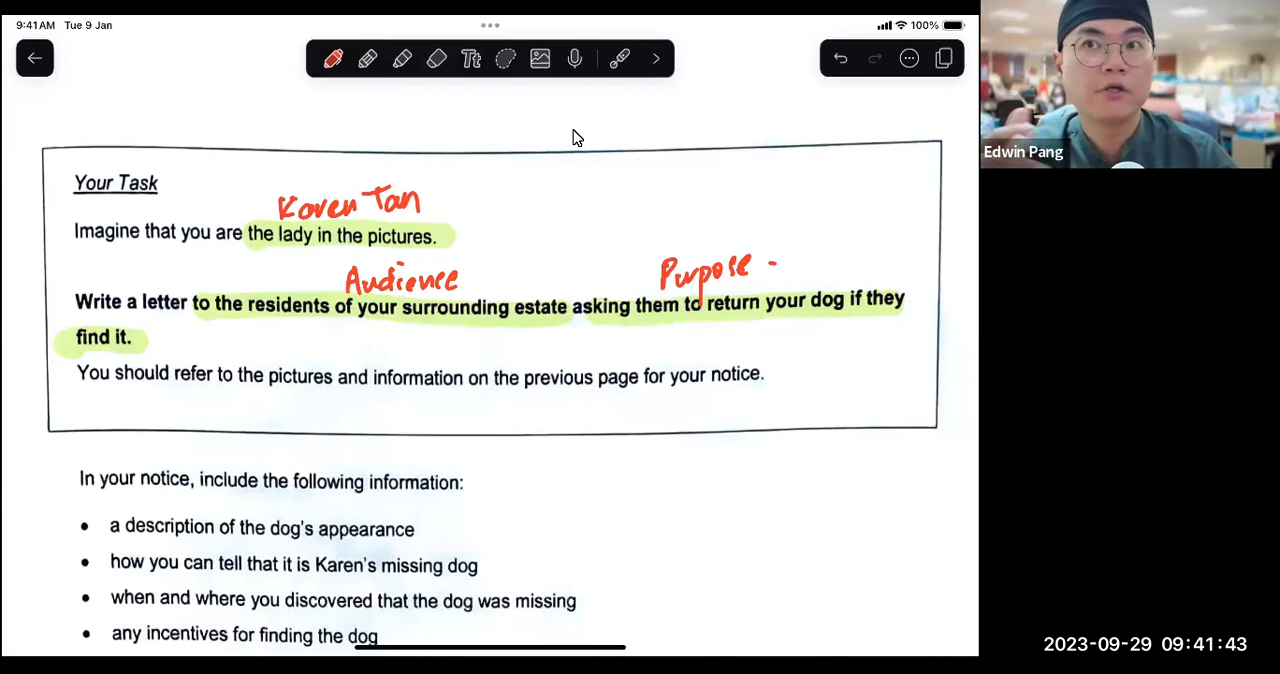 9:41AM Tue 9 Jan
100%
Tt
Edwin Pang
Your Task
Karen Tan
Imagine that you are the lady in the pictures.
Audience Purpose -
Write a letter to the residents of your surrounding estate asking them to return your dog if they
find it.
You should refer to the pictures and information on the previous page for your notice.
In your notice, include the following information:
• a description of the dog's appearance
• how you can tell that it is Karen's missing dog
• when and where you discovered that the dog was missing
• any incentives for finding the dog
2023-09-29 09:41:43